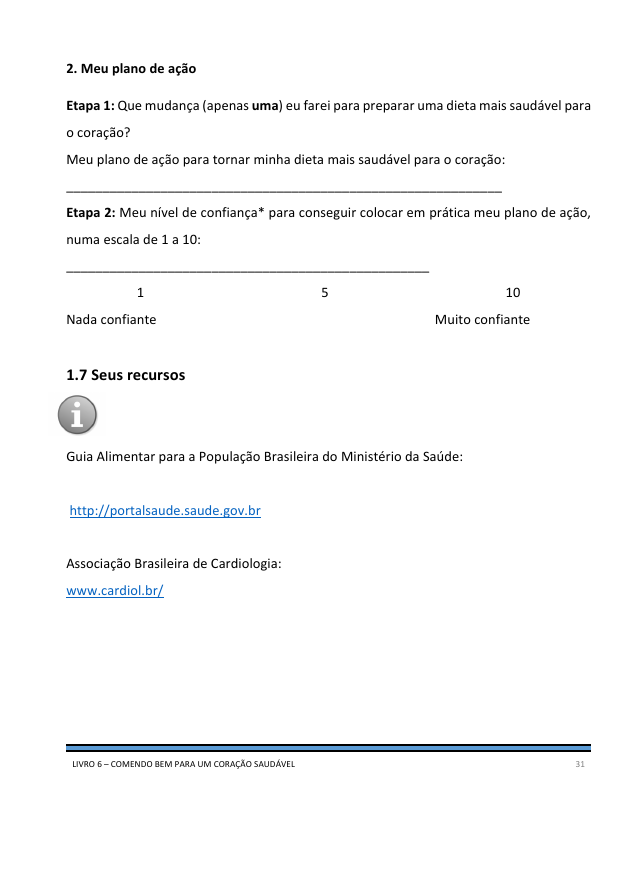 2. Meu plano de ação
Etapa 1: Que mudança (apenas uma) eu farei para preparar uma dieta mais saudável para
o coração?
Meu plano de ação para tornar minha dieta mais saudável para o coração:
______________________________________________________________
Etapa 2: Meu nível de confiança* para conseguir colocar em prática meu plano de ação,
numa escala de 1 a 10:
____________________________________________________
1 5 10
Nada confiante Muito confiante
1.7 Seus recursos
i
Guia Alimentar para a População Brasileira do Ministério da Saúde:
http://portalsaude.saude.gov.br
Associação Brasileira de Cardiologia:
www.cardiol.br/
LIVRO 6 – COMENDO BEM PARA UM CORAÇÃO SAUDÁVEL 31